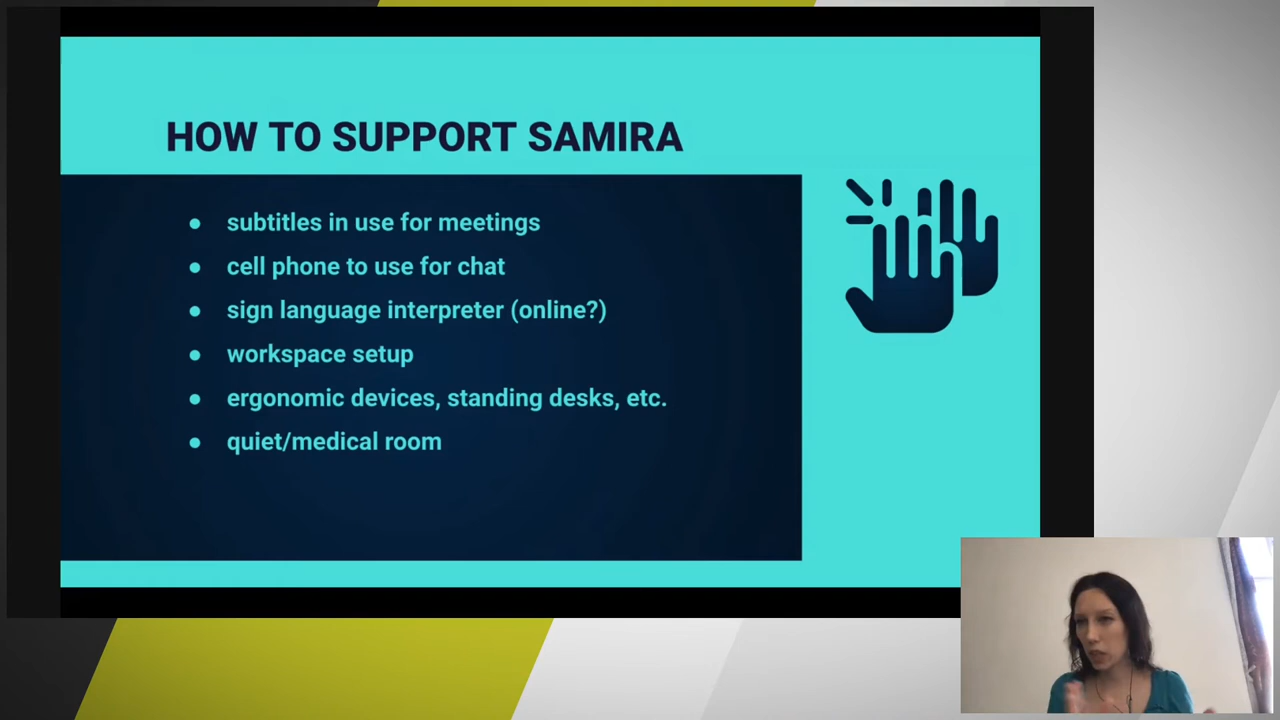 HOW TO SUPPORT SAMIRA
● subtitles in use for meetings
● cell phone to use for chat
● sign language interpreter (online?)
● workspace setup
● ergonomic devices, standing desks, etc.
● quiet/medical room